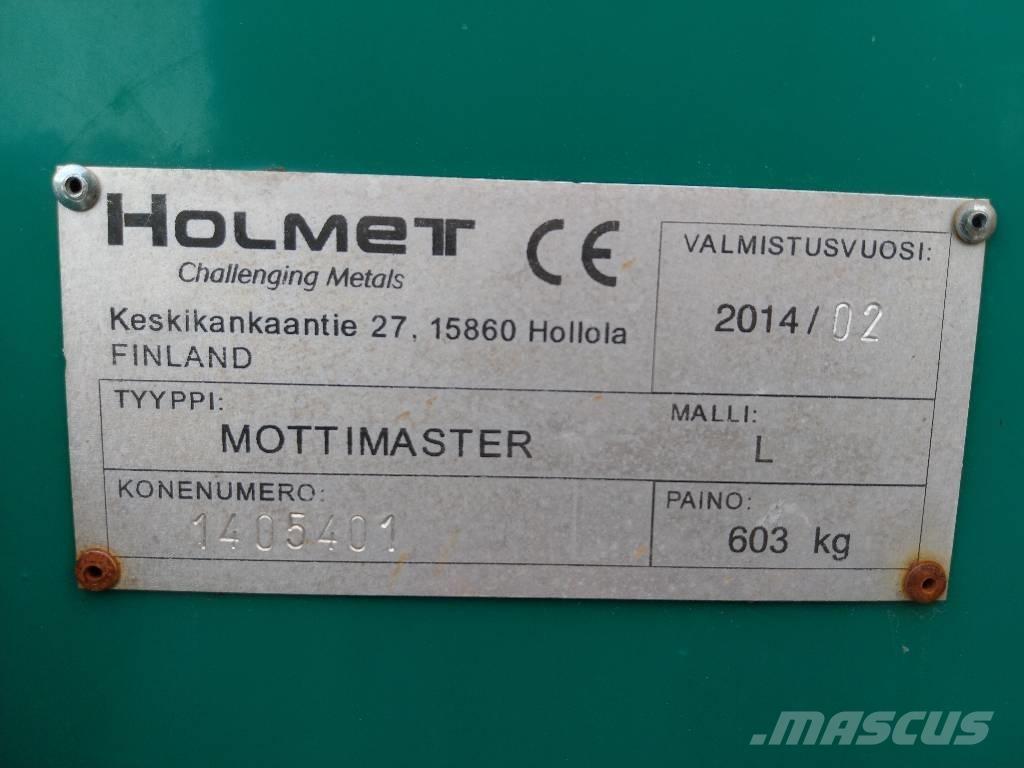 HOLMET CE
Challenging Metals
Keskikankaantie 27, 15860 Hollola
FINLAND
VALMISTUSVUOSI:
2014/02
TYYPPI:
MOTTIMASTER
MALLI:
L
KONENUMERO:
1405401
PAINO:
603 kg
.MASCUS